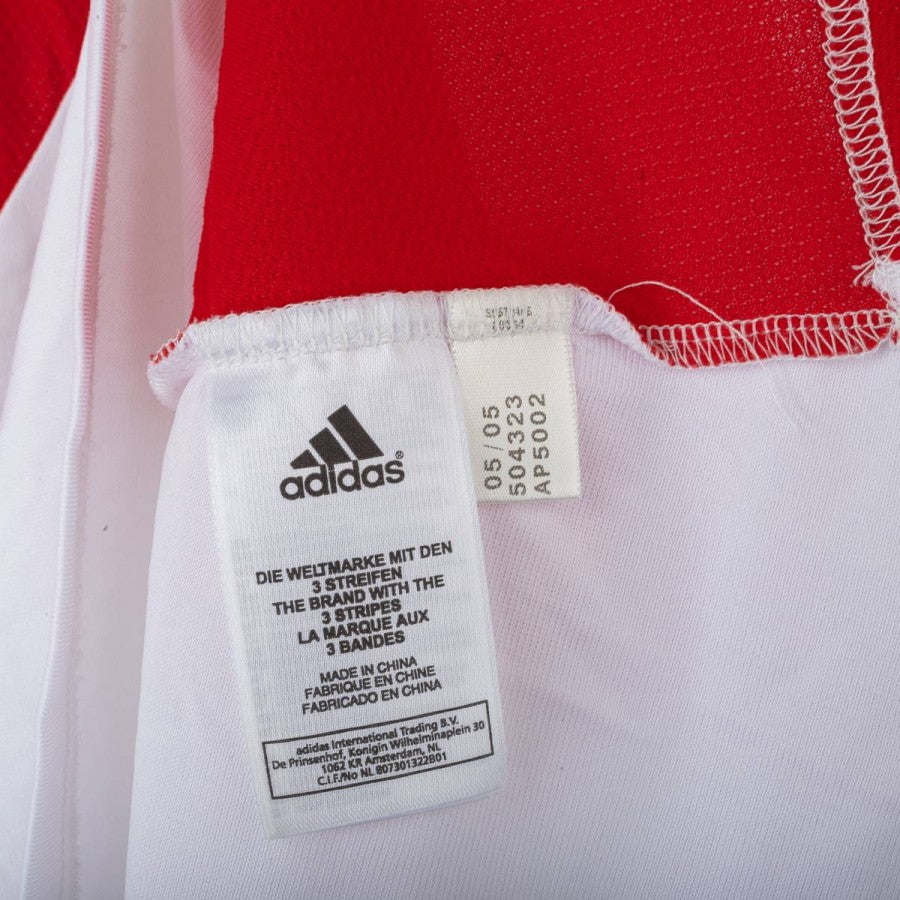 adidas®
DIE WELTMARKE MIT DEN
3 STREIFEN
THE BRAND WITH THE
3 STRIPES
LA MARQUE AUX
3 BANDES
MADE IN CHINA
FABRIQUE EN CHINE
FABRICADO EN CHINA
adidas International Trading B.V.
De Prinsenhof, Konigin Wilhelminaplein 30
1062 KR Amsterdam, NL
C.I.F./No NL 807301322B01
05/05
504323
AP5002